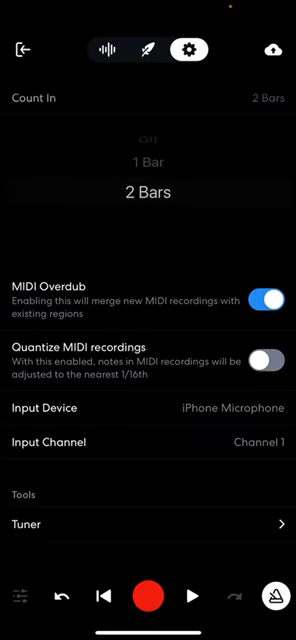 Count In
2 Bars
Off
1 Bar
2 Bars
MIDI Overdub
Enabling this will merge new MIDI recordings with
existing regions
Quantize MIDI recordings
With this enabled, notes in MIDI recordings will be
adjusted to the nearest 1/16th
Input Device
iPhone Microphone
Input Channel
Channel 1
Tools
Tuner